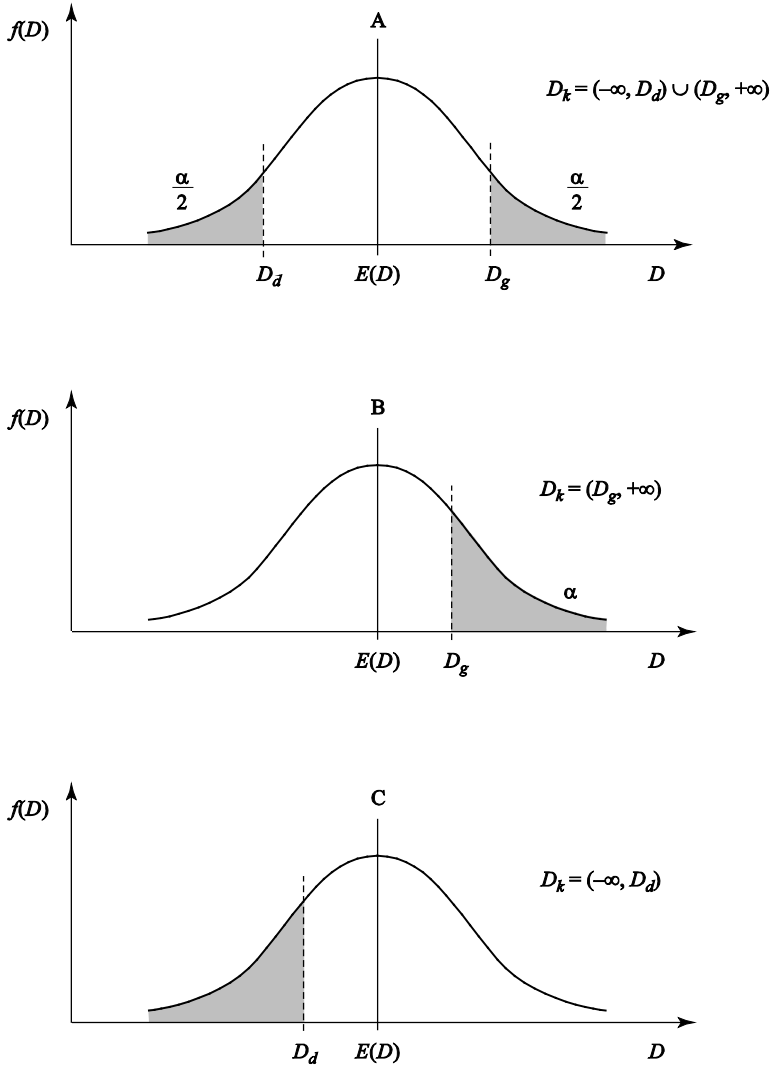 A
f(D)
D_k = (–∞, D_d) ∪ (D_g, +∞)
α/2 α/2
D_d E(D) D_g D
B
f(D)
D_k = (D_g, +∞)
α
E(D) D_g D
C
f(D)
D_k = (–∞, D_d)
D_d E(D) D